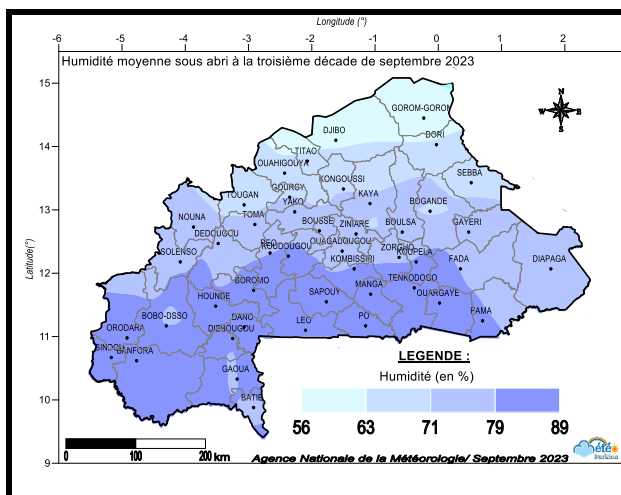 Longitude (°)
-6 -5 -4 -3 -2 -1 0 1 2
Humidité moyenne sous abri à la troisième décade de septembre 2023
15
14
13
12
11
10
9
Latitude(°)
N
W E
S
GOROM-GOROM
DJIBO
DORI
TITAO
OUAHIGOUYA
SEBBA
KONGOUSSI
GOURCY
TOUGAN
YAKO
KAYA
BOGANDE
NOUNA
TOMA
BOUSSE
ZINIARE
BOULSA
GAYERI
DEDOUGOU
REO
KOUDOUGOU
OUAGADOUGOU
ZORGHO
KOUPELA
SOLENSO
KOMBISSIRI
FADA
DIAPAGA
BOROMO
TENKODOGO
HOUNDE
SAPOUY
MANGA
OUARGAYE
BOBO-DSSO
DANO
LEO
PO
PAMA
ORODARA
DIEBOUGOU
SINDOU
BANFORA
GAOUA
BATIE
LEGENDE :
Humidité (en %)
56 63 71 79 89
0 100 200 km
Agence Nationale de la Météorologie/ Septembre 2023
été
Burkina